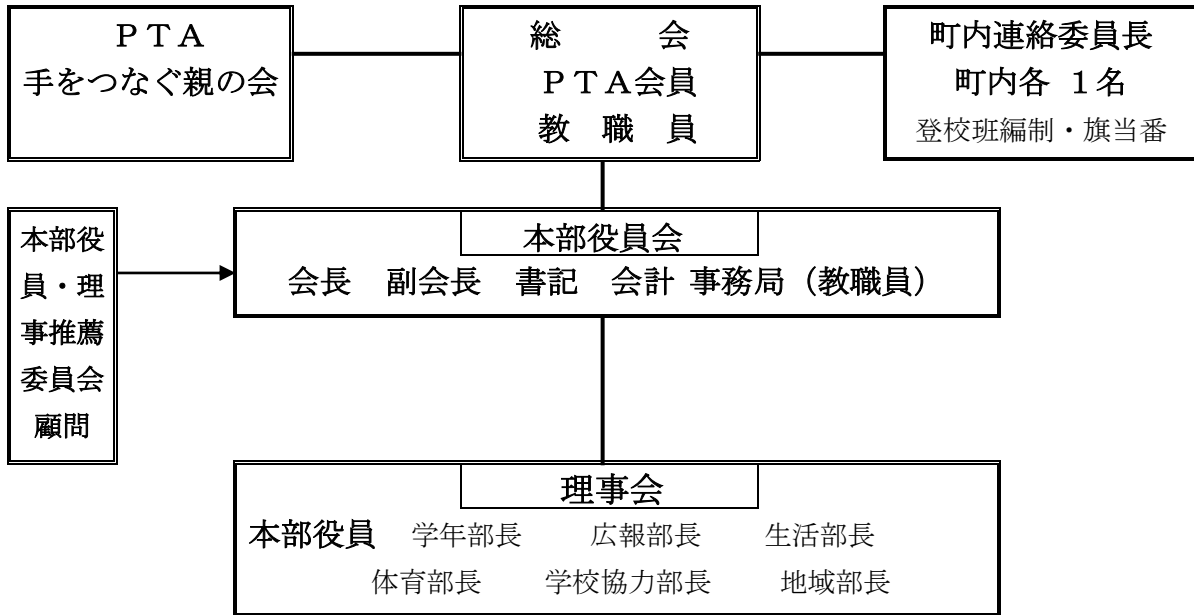 ＰＴＡ
手をつなぐ親の会
総　　会
ＰＴＡ会員
教　職　員
町内連絡委員長
町内各 １名
登校班編制・旗当番
本部役
員・理
事推薦
委員会
顧問
本部役員会
会長　副会長　書記　会計 事務局（教職員）
理事会
本部役員　学年部長　　広報部長　　生活部長
体育部長　　学校協力部長　　地域部長